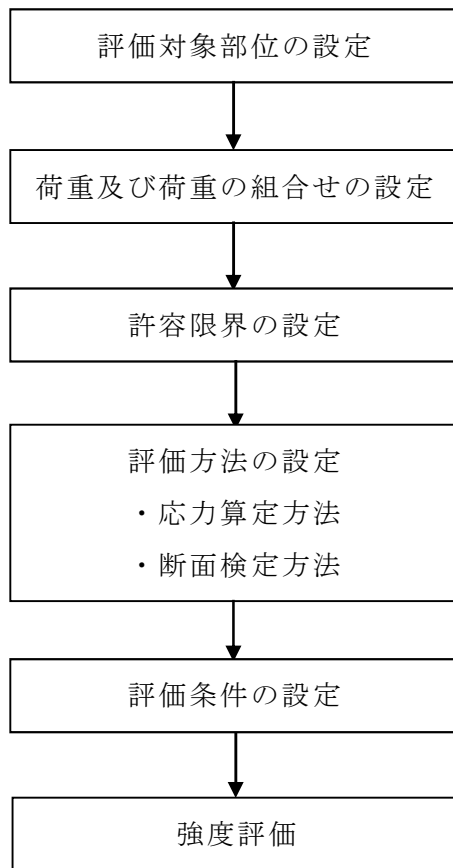 評価対象部位の設定
荷重及び荷重の組合せの設定
許容限界の設定
評価方法の設定
・応力算定方法
・断面検定方法
評価条件の設定
強度評価